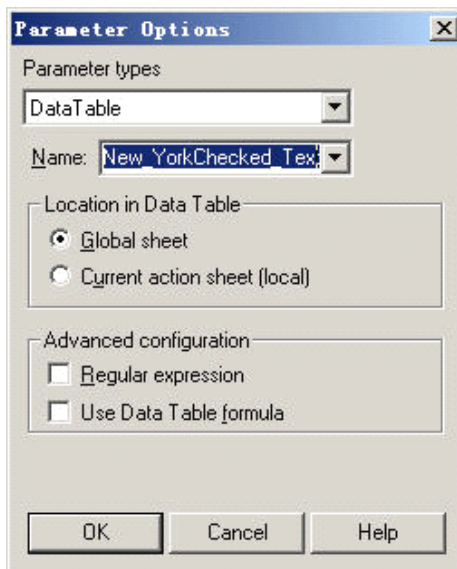 Parameter Options
Parameter types
DataTable
Name: New_YorkChecked_Tex
Location in Data Table
Global sheet
Current action sheet (local)
Advanced configuration
Regular expression
Use Data Table formula
OK Cancel Help